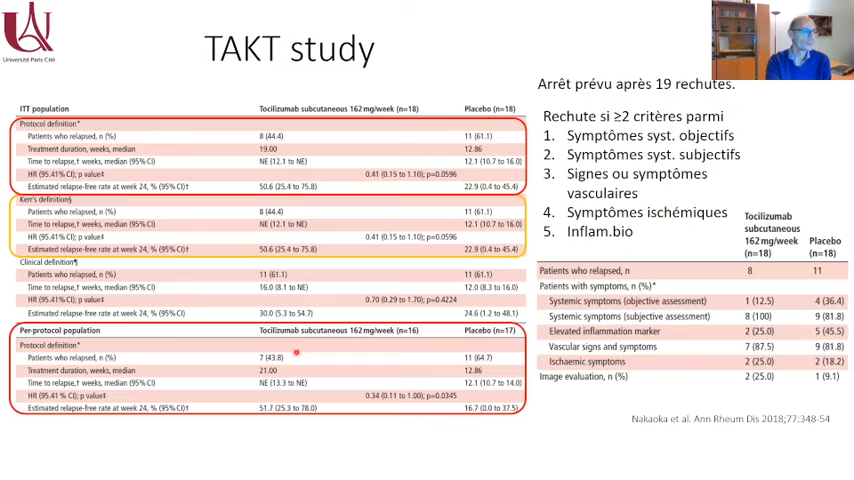 Université Paris Cité
TAKT study
ITT population Tocilizumab subcutaneous 162 mg/week (n=18) Placebo (n=18)
Protocol definition*
Patients who relapsed, n (%) 8 (44.4) 11 (61.1)
Treatment duration, weeks, median 19.00 12.86
Time to relapse,† weeks, median (95% CI) NE (12.1 to NE) 12.1 (10.7 to 16.0)
HR (95.41% CI); p value‡ 0.41 (0.15 to 1.10); p=0.0596
Estimated relapse-free rate at week 24, % (95% CI)† 50.6 (25.4 to 75.8) 22.9 (0.4 to 45.4)
Kerr's definition§
Patients who relapsed, n (%) 8 (44.4) 11 (61.1)
Time to relapse,† weeks, median (95% CI) NE (12.1 to NE) 12.1 (10.7 to 16.0)
HR (95.41% CI); p value‡ 0.41 (0.15 to 1.10); p=0.0596
Estimated relapse-free rate at week 24, % (95% CI)† 50.6 (25.4 to 75.8) 22.9 (0.4 to 45.4)
Clinical definition¶
Patients who relapsed, n (%) 11 (61.1) 11 (61.1)
Time to relapse,† weeks, median (95% CI) 16.0 (8.1 to NE) 12.0 (8.3 to 16.0)
HR (95.41% CI); p value‡ 0.70 (0.29 to 1.70); p=0.4224
Estimated relapse-free rate at week 24, % (95% CI)† 30.0 (5.3 to 54.7) 24.6 (1.2 to 48.1)
Per-protocol population Tocilizumab subcutaneous 162 mg/week (n=16) Placebo (n=17)
Protocol definition*
Patients who relapsed, n (%) 7 (43.8) 11 (64.7)
Treatment duration, weeks, median 21.00 12.86
Time to relapse,† weeks, median (95% CI) NE (13.3 to NE) 12.1 (10.7 to 14.0)
HR (95.41 % CI); p value‡ 0.34 (0.11 to 1.00); p=0.0345
Estimated relapse-free rate at week 24, % (95% CI)† 51.7 (25.3 to 78.0) 16.7 (0.0 to 37.5)
Arrêt prévu après 19 rechutes.
Rechute si ≥2 critères parmi
1. Symptômes syst. objectifs
2. Symptômes syst. subjectifs
3. Signes ou symptômes
vasculaires
4. Symptômes ischémiques
5. Inflam.bio
Tocilizumab
subcutaneous
162 mg/week Placebo
(n=18) (n=18)
Patients who relapsed, n 8 11
Patients with symptoms, n (%)*
Systemic symptoms (objective assessment) 1 (12.5) 4 (36.4)
Systemic symptoms (subjective assessment) 8 (100) 9 (81.8)
Elevated inflammation marker 2 (25.0) 5 (45.5)
Vascular signs and symptoms 7 (87.5) 9 (81.8)
Ischaemic symptoms 2 (25.0) 2 (18.2)
Image evaluation, n (%) 2 (25.0) 1 (9.1)
Nakaoka et al. Ann Rheum Dis 2018;77:348-54